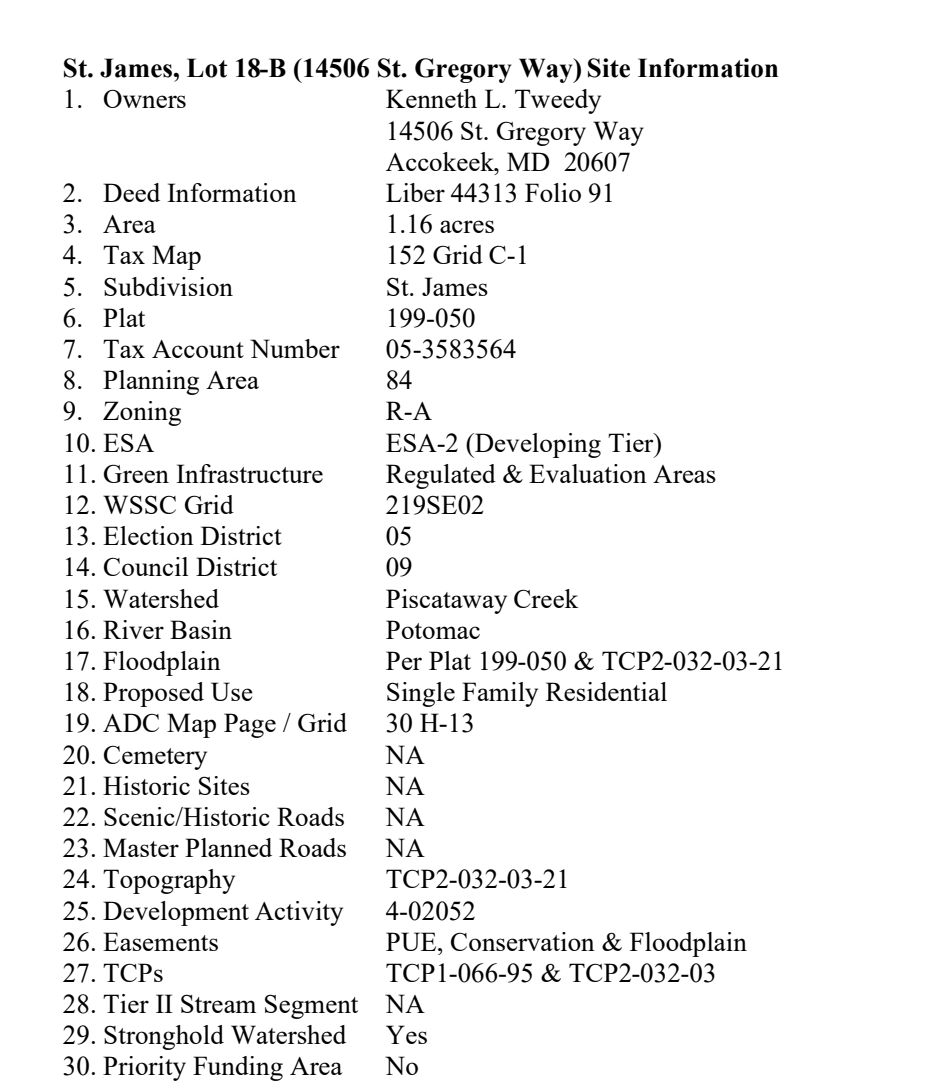 St. James, Lot 18-B (14506 St. Gregory Way) Site Information
1. Owners Kenneth L. Tweedy
14506 St. Gregory Way
Accokeek, MD 20607
2. Deed Information Liber 44313 Folio 91
3. Area 1.16 acres
4. Tax Map 152 Grid C-1
5. Subdivision St. James
6. Plat 199-050
7. Tax Account Number 05-3583564
8. Planning Area 84
9. Zoning R-A
10. ESA ESA-2 (Developing Tier)
11. Green Infrastructure Regulated & Evaluation Areas
12. WSSC Grid 219SE02
13. Election District 05
14. Council District 09
15. Watershed Piscataway Creek
16. River Basin Potomac
17. Floodplain Per Plat 199-050 & TCP2-032-03-21
18. Proposed Use Single Family Residential
19. ADC Map Page / Grid 30 H-13
20. Cemetery NA
21. Historic Sites NA
22. Scenic/Historic Roads NA
23. Master Planned Roads NA
24. Topography TCP2-032-03-21
25. Development Activity 4-02052
26. Easements PUE, Conservation & Floodplain
27. TCPs TCP1-066-95 & TCP2-032-03
28. Tier II Stream Segment NA
29. Stronghold Watershed Yes
30. Priority Funding Area No